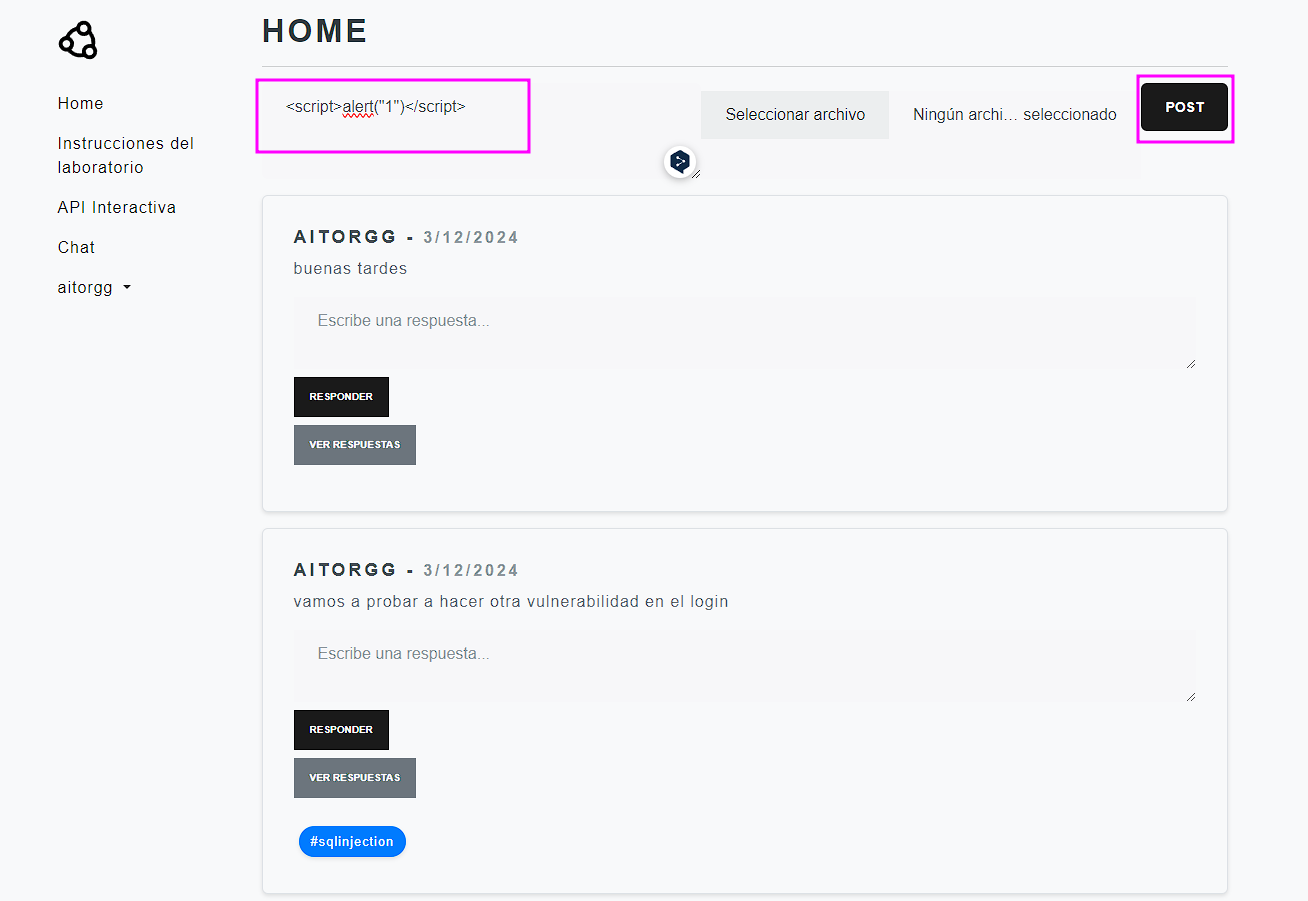 HOME
Home
Instrucciones del
laboratorio
API Interactiva
Chat
aitorgg
<script>alert("1")</script>
Seleccionar archivo
Ningún archi... seleccionado
POST
AITORGG - 3/12/2024
buenas tardes
Escribe una respuesta...
RESPONDER
VER RESPUESTAS
AITORGG - 3/12/2024
vamos a probar a hacer otra vulnerabilidad en el login
Escribe una respuesta...
RESPONDER
VER RESPUESTAS
#sqlinjection